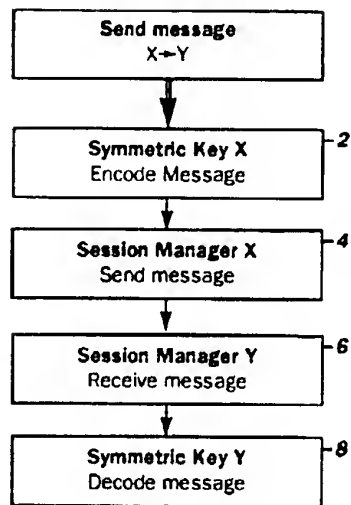 Send message
X→Y
Symmetric Key X
Encode Message
2
Session Manager X
Send message
4
Session Manager Y
Receive message
6
Symmetric Key Y
Decode message
8